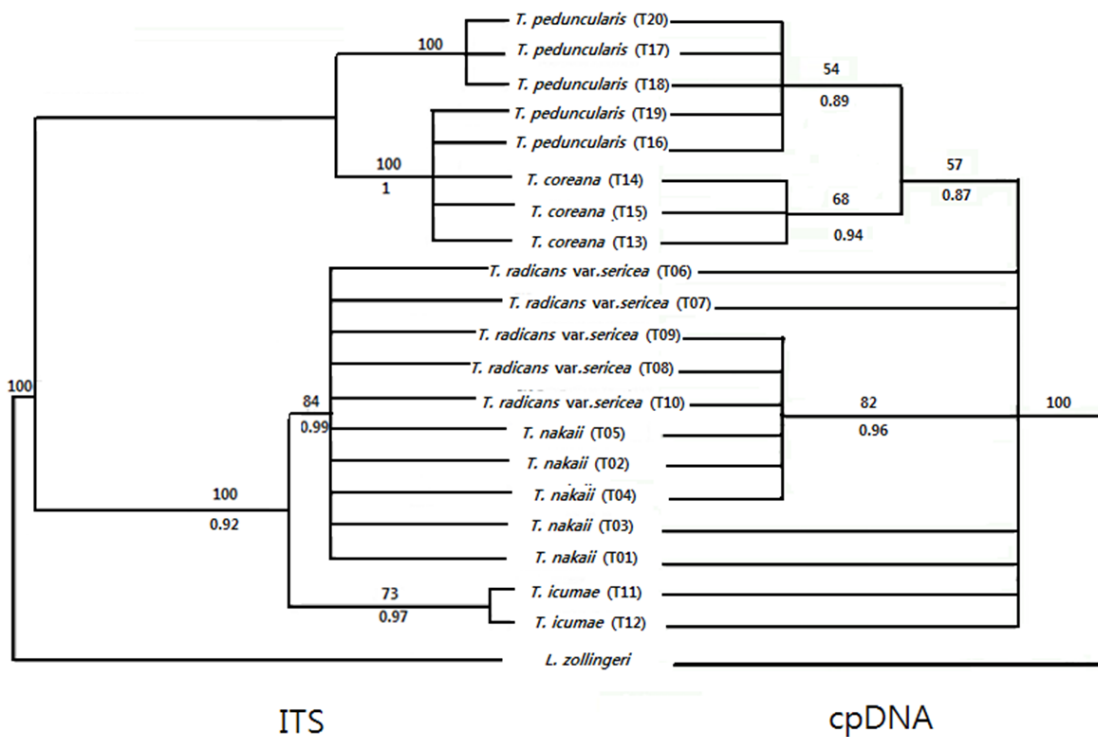 T. peduncularis (T20)
100
T. peduncularis (T17)
54
T. peduncularis (T18)
0.89
T. peduncularis (T19)
T. peduncularis (T16)
100
57
1
T. coreana (T14)
0.87
68
T. coreana (T15)
0.94
T. coreana (T13)
T. radicans var.sericea (T06)
T. radicans var.sericea (T07)
T. radicans var.sericea (T09)
T. radicans var.sericea (T08)
100
84
T. radicans var.sericea (T10)
82
100
0.99
T. nakaii (T05)
0.96
T. nakaii (T02)
100
T. nakaii (T04)
0.92
T. nakaii (T03)
T. nakaii (T01)
73
T. icumae (T11)
0.97
T. icumae (T12)
L. zollingeri
ITS
cpDNA